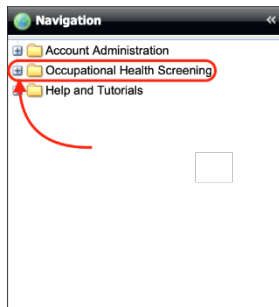 Navigation
Account Administration
Occupational Health Screening
Help and Tutorials